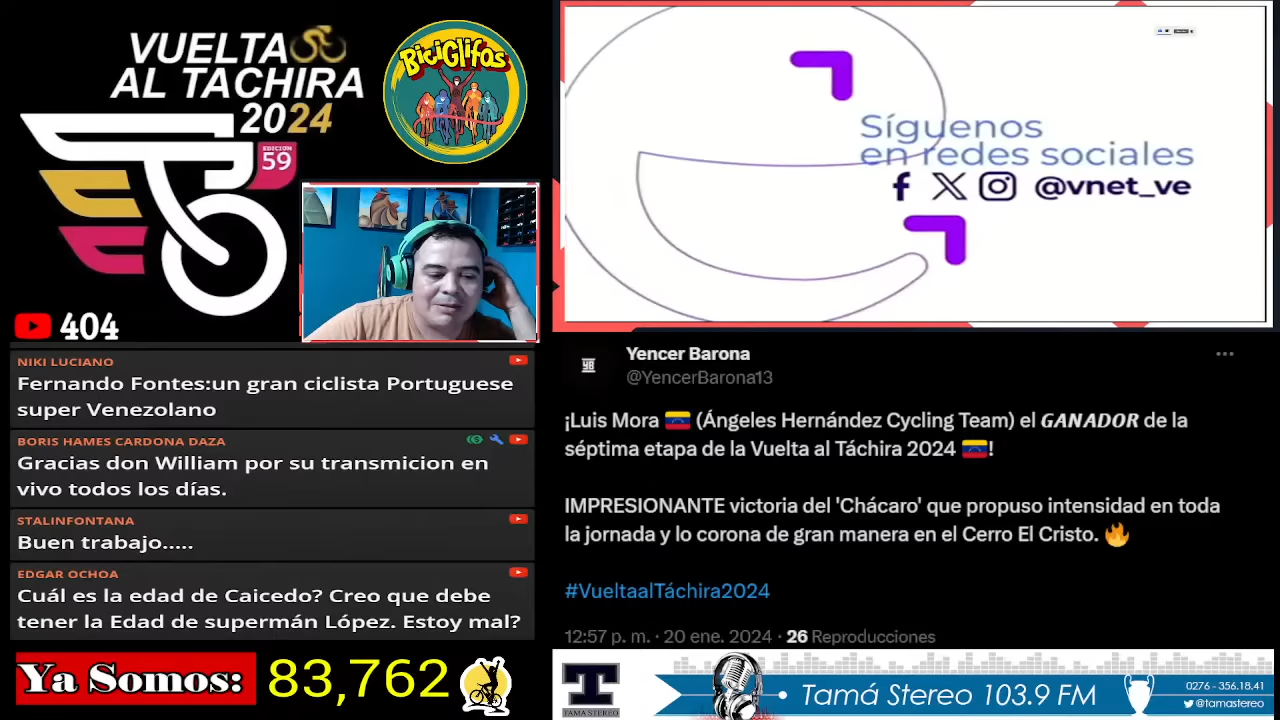 VUELTA
AL TACHIRA
2024
EDICION
59
BiciGlifos
404
NIKI LUCIANO
Fernando Fontes:un gran ciclista Portuguese
super Venezolano
BORIS HAMES CARDONA DAZA
Gracias don William por su transmicion en
vivo todos los días.
STALINFONTANA
Buen trabajo.....
EDGAR OCHOA
Cuál es la edad de Caicedo? Creo que debe
tener la Edad de supermán López. Estoy mal?
Ya Somos: 83,762
Síguenos
en redes sociales
@vnet_ve
YB
Yencer Barona
@YencerBarona13
¡Luis Mora 🇻🇪 (Ángeles Hernández Cycling Team) el 𝙂𝘼𝙉𝘼𝘿𝙊𝙍 de la
séptima etapa de la Vuelta al Táchira 2024 🇻🇪!
IMPRESIONANTE victoria del 'Chácaro' que propuso intensidad en toda
la jornada y lo corona de gran manera en el Cerro El Cristo. 🔥
#VueltaalTáchira2024
12:57 p. m. · 20 ene. 2024 · 26 Reproducciones
T
TAMA STEREO
Tamá Stereo 103.9 FM
0276 - 356.18.41
@tamastereo